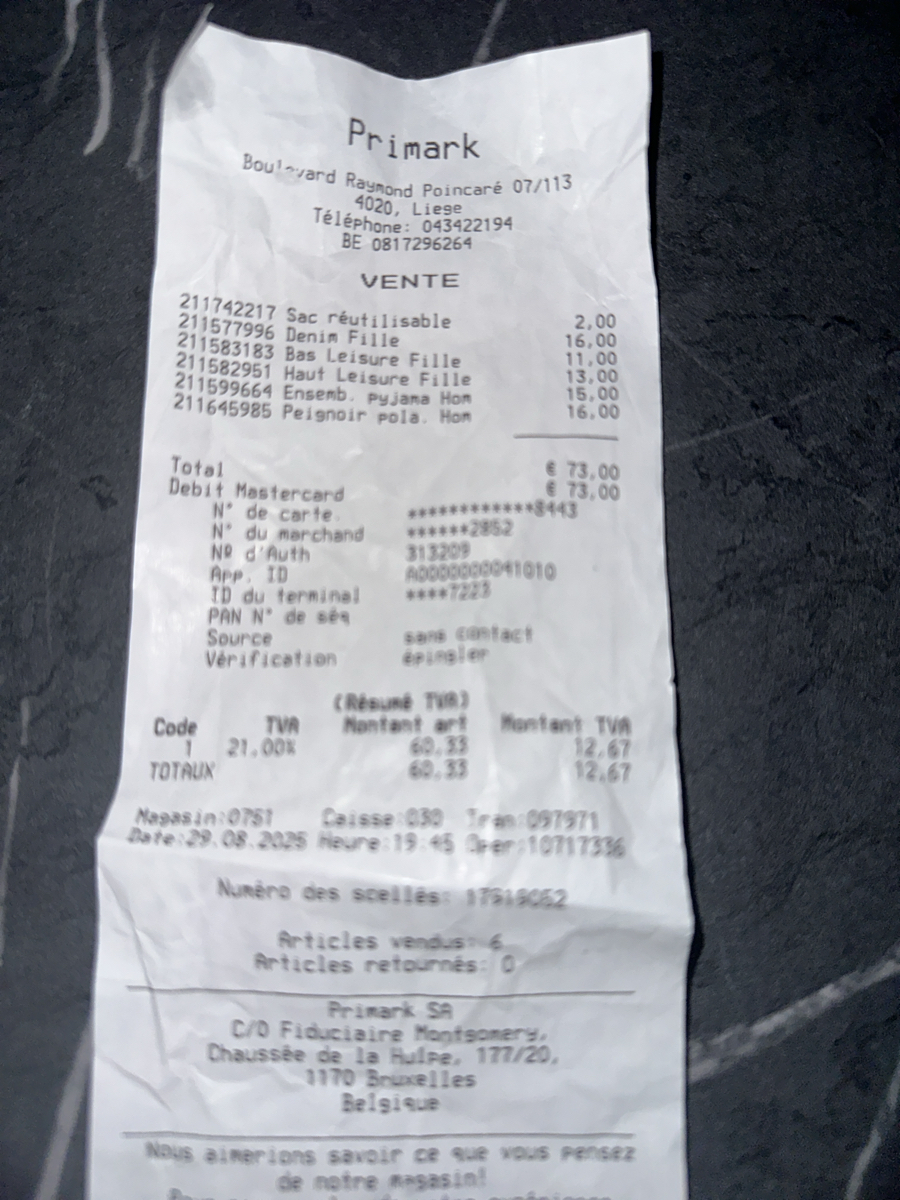 Primark
Boulevard Raymond Poincaré 07/113
4020, Liege
Téléphone: 043422194
BE 0817296264
VENTE
211742217 Sac réutilisable 2,00
211577996 Denim Fille 16,00
211583183 Bas Leisure Fille 11,00
211582951 Haut Leisure Fille 13,00
211599664 Ensemb. pyjama Hom 15,00
211645985 Peignoir pola. Hom 16,00
Total € 73,00
Debit Mastercard € 73,00
N° de carte. ************8443
N° du marchand ******2852
Nº d'Auth 313209
App. ID A0000000041010
ID du terminal ****7223
PAN N° de séq
Source sans contact
Vérification épingler
(Résumé TVA)
Code TVA Montant art Montant TVA
1 21,00% 60,33 12,67
TOTAUX 60,33 12,67
Magasin:0751 Caisse:030 Tran:097971
Date:29.08.2025 Heure:19:45 Oper:10717336
Numéro des scellés:
Articles vendus: 6
Articles retournés: 0
Primark SA
C/O Fiduciaire Montgomery,
Chaussée de la Hulpe, 177/20,
1170 Bruxelles
Belgique
Nous aimerions savoir ce que vous pensez
de notre magasin!